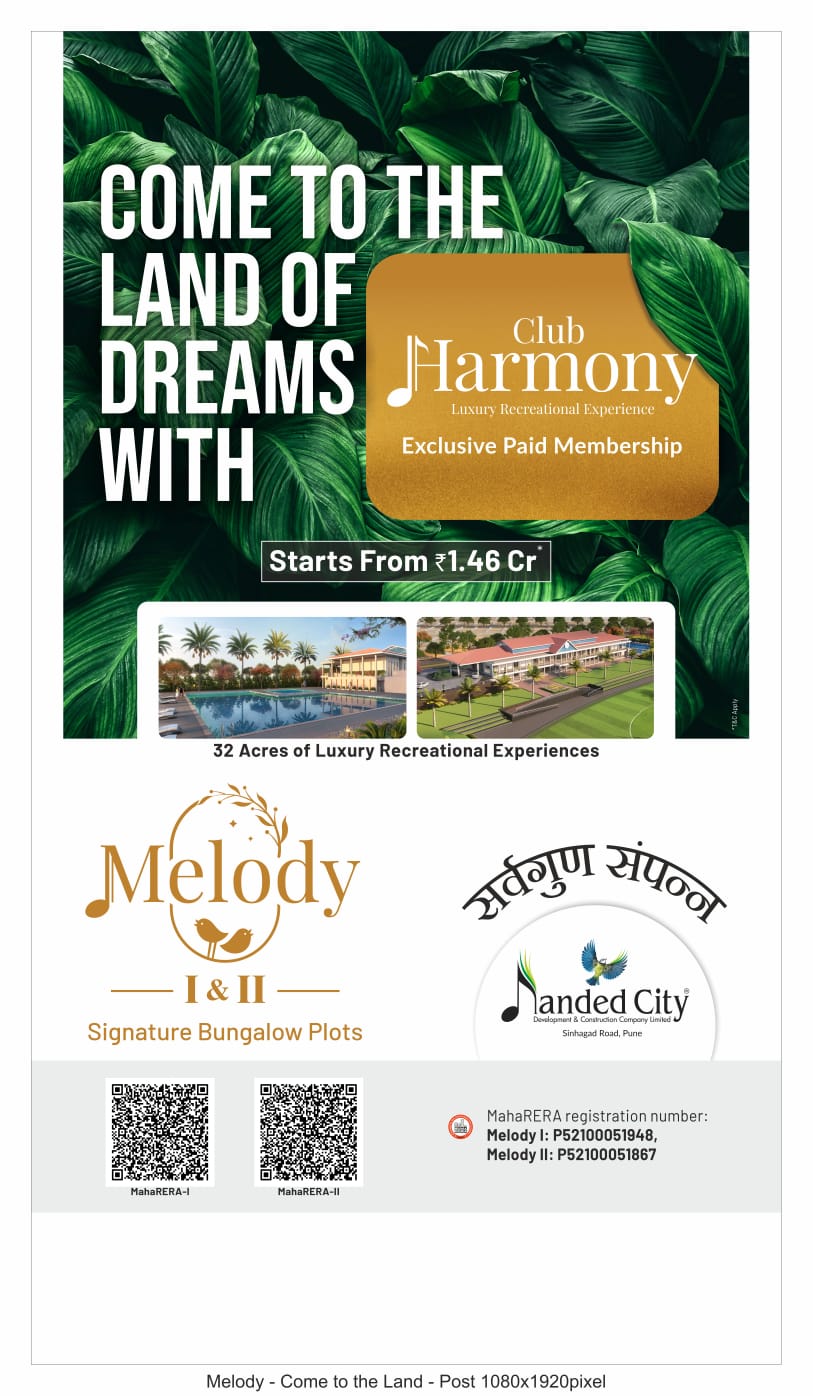 COME TO THE
LAND OF
DREAMS
WITH
Club
Harmony
Luxury Recreational Experience
Exclusive Paid Membership
Starts From ₹1.46 Cr*
*T&C Apply
32 Acres of Luxury Recreational Experiences
Melody
I & II
Signature Bungalow Plots
सर्वगुण संपन्न
Nanded City®
Development & Construction Company Limited
Sinhagad Road, Pune
MahaRERA-I
MahaRERA-II
MahaRERA registration number:
Melody I: P52100051948,
Melody II: P52100051867
Melody - Come to the Land - Post 1080x1920pixel